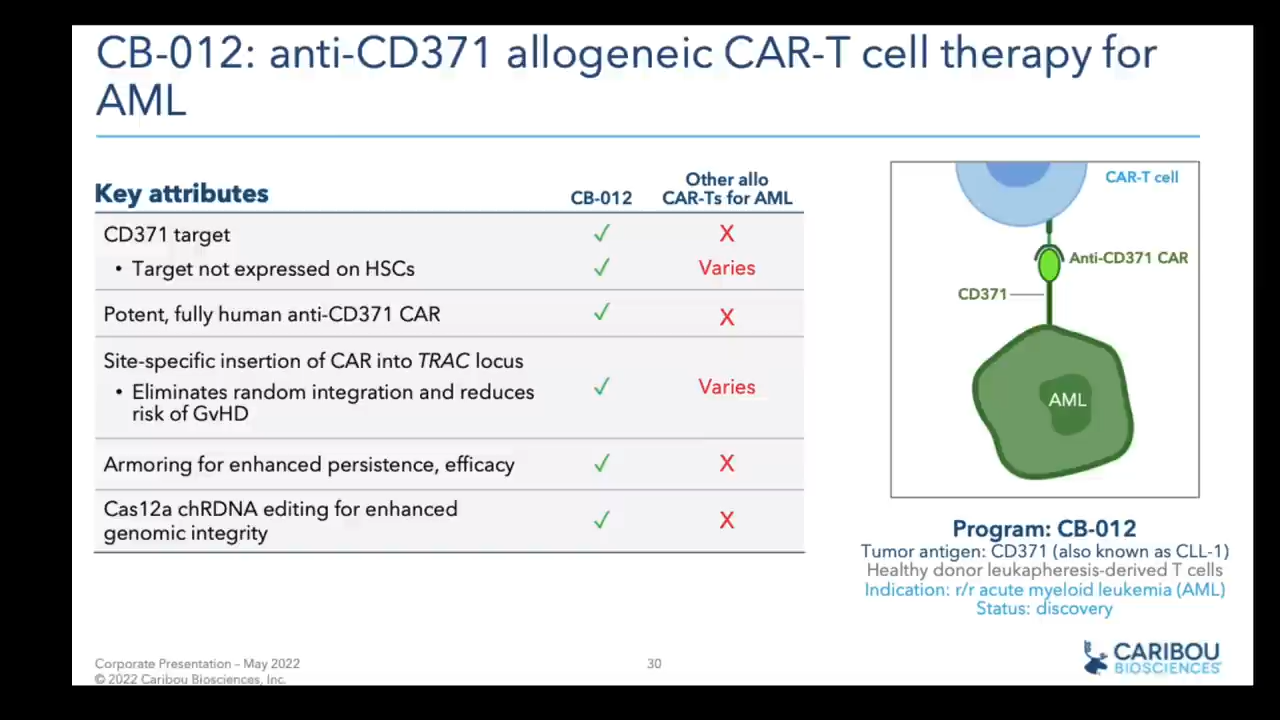 CB-012: anti-CD371 allogeneic CAR-T cell therapy for
AML
Key attributes
CB-012
Other allo
CAR-Ts for AML
CD371 target
✓
X
• Target not expressed on HSCs
✓
Varies
Potent, fully human anti-CD371 CAR
✓
X
Site-specific insertion of CAR into TRAC locus
• Eliminates random integration and reduces
risk of GvHD
✓
Varies
Armoring for enhanced persistence, efficacy
✓
X
Cas12a chRDNA editing for enhanced
genomic integrity
✓
X
CAR-T cell
Anti-CD371 CAR
CD371
AML
Program: CB-012
Tumor antigen: CD371 (also known as CLL-1)
Healthy donor leukapheresis-derived T cells
Indication: r/r acute myeloid leukemia (AML)
Status: discovery
Corporate Presentation – May 2022
© 2022 Caribou Biosciences, Inc.
30
CARIBOU
BIOSCIENCES